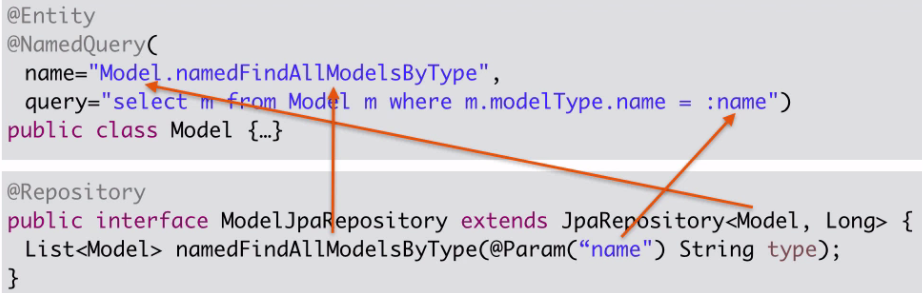 @Entity
@NamedQuery(
name="Model.namedFindAllModelsByType",
query="select m from Model m where m.modelType.name = :name")
public class Model {…}
@Repository
public interface ModelJpaRepository extends JpaRepository<Model, Long> {
List<Model> namedFindAllModelsByType(@Param(“name") String type);
}